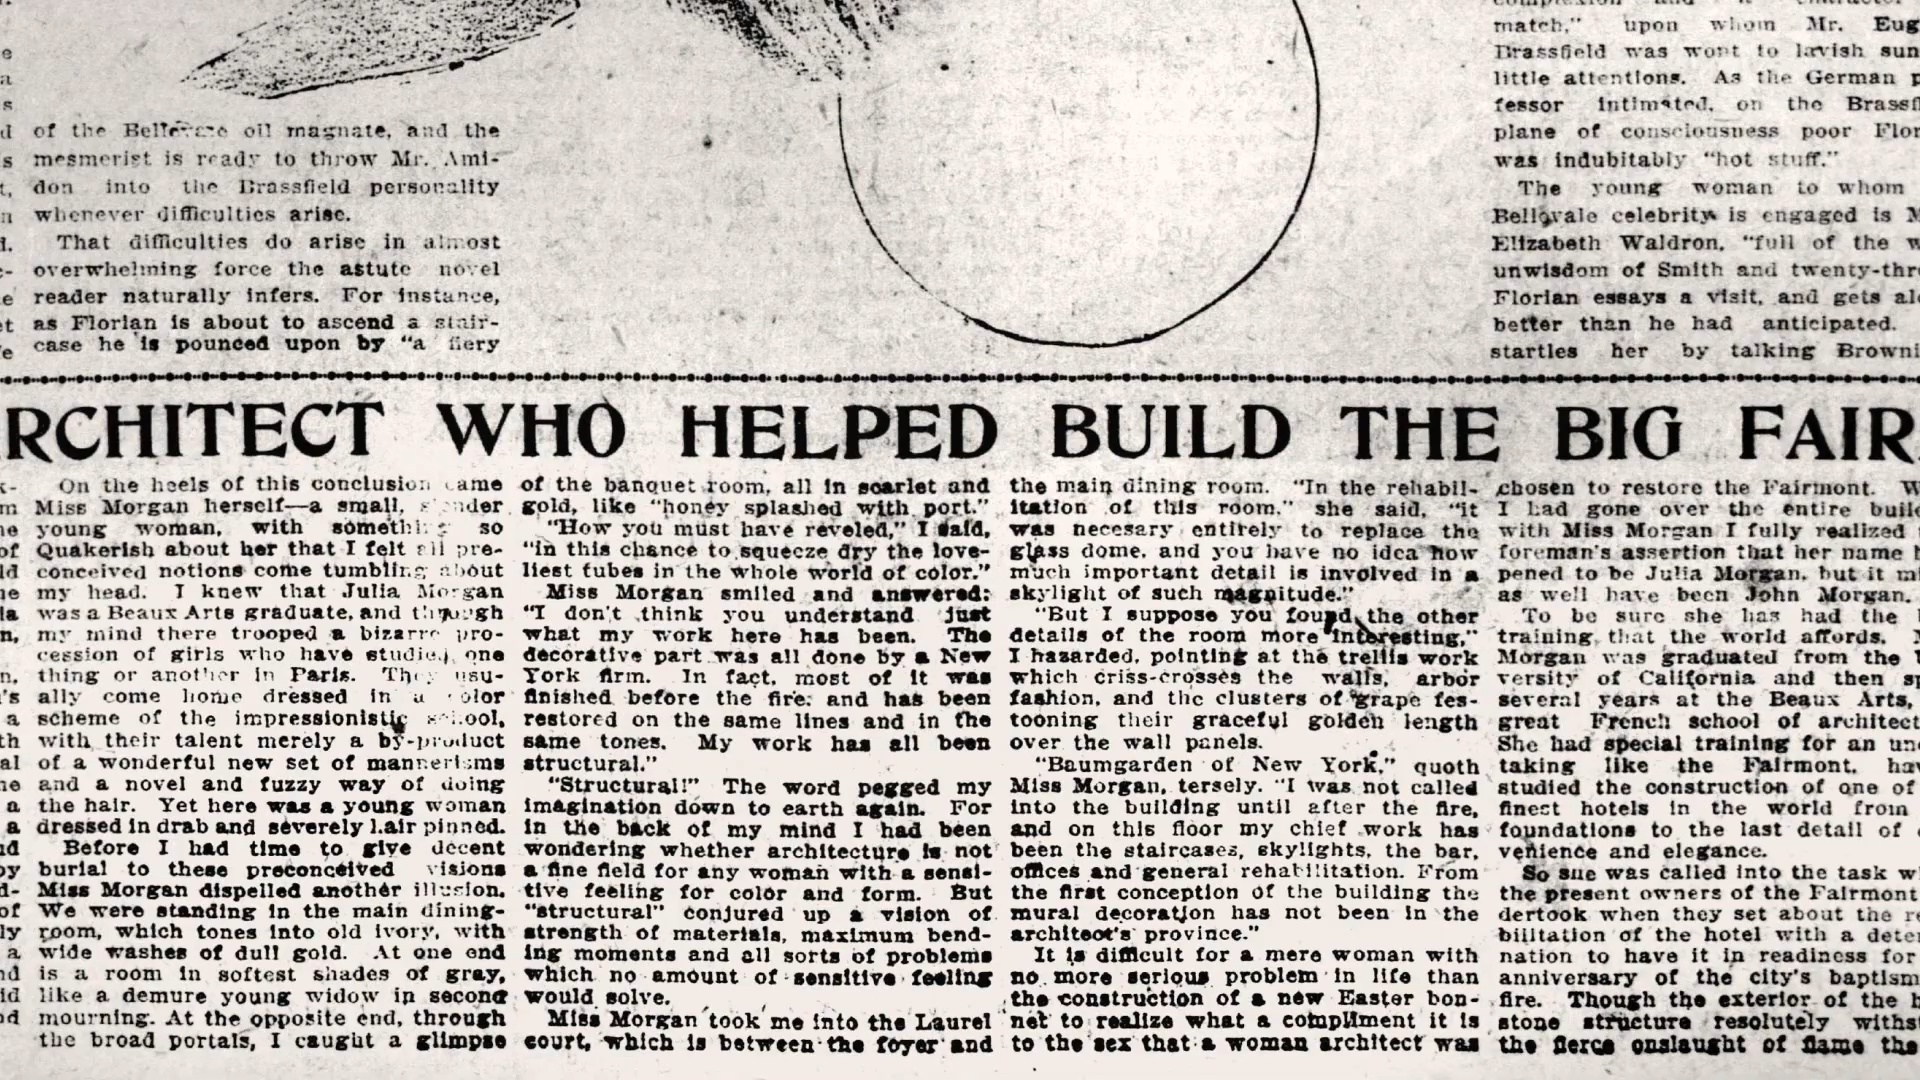 of the Bellevale oil magnate, and the
mesmerist is ready to throw Mr. Ami-
don into the Brassfield personality
whenever difficulties arise.
That difficulties do arise in almost
overwhelming force the astute novel
reader naturally infers. For instance,
as Florian is about to ascend a stair-
case he is pounced upon by "a fiery
match," upon whom Mr. Eug
Brassfield was wont to lavish sun
little attentions. As the German p
fessor intimated, on the Brassf
plane of consciousness poor Flor
was indubitably "hot stuff."
The young woman to whom
Bellevale celebrity is engaged is M
Elizabeth Waldron, "full of the w
unwisdom of Smith and twenty-thr
Florian essays a visit, and gets al
better than he had anticipated.
startles her by talking Browni
RCHITECT WHO HELPED BUILD THE BIG FAIR
On the heels of this conclusion came
Miss Morgan herself—a small, slender
young woman, with something so
Quakerish about her that I felt all pre-
conceived notions come tumbling about
my head. I knew that Julia Morgan
was a Beaux Arts graduate, and through
my mind there trooped a bizarre pro-
cession of girls who have studied one
thing or another in Paris. They usu-
ally come home dressed in a color
scheme of the impressionistic school,
with their talent merely a by-product
of a wonderful new set of mannerisms
and a novel and fuzzy way of doing
the hair. Yet here was a young woman
dressed in drab and severely hair pinned.
Before I had time to give decent
burial to these preconceived visions
Miss Morgan dispelled another illusion.
We were standing in the main dining-
room, which tones into old ivory, with
wide washes of dull gold. At one end
is a room in softest shades of gray,
like a demure young widow in second
mourning. At the opposite end, through
the broad portals, I caught a glimpse
of the banquet room, all in scarlet and
gold, like "honey splashed with port."
"How you must have reveled," I said,
"in this chance to squeeze dry the love-
liest tubes in the whole world of color."
Miss Morgan smiled and answered:
"I don't think you understand just
what my work here has been. The
decorative part was all done by a New
York firm. In fact, most of it was
finished before the fire; and has been
restored on the same lines and in the
same tones. My work has all been
structural."
"Structural!" The word pegged my
imagination down to earth again. For
in the back of my mind I had been
wondering whether architecture is not
a fine field for any woman with a sensi-
tive feeling for color and form. But
"structural" conjured up a vision of
strength of materials, maximum bend-
ing moments and all sorts of problems
which no amount of sensitive feeling
would solve.
Miss Morgan took me into the Laurel
court, which is between the foyer and
the main dining room. "In the rehabil-
itation of this room," she said, "it
was necesary entirely to replace the
glass dome, and you have no idea how
much important detail is involved in a
skylight of such magnitude."
"But I suppose you found the other
details of the room more interesting,"
I hazarded, pointing at the trellis work
which criss-crosses the walls, arbor
fashion, and the clusters of grape fes-
tooning their graceful golden length
over the wall panels.
"Baumgarden of New York," quoth
Miss Morgan, tersely. "I was not called
into the building until after the fire,
and on this floor my chief work has
been the staircases, skylights, the bar,
offices and general rehabilitation. From
the first conception of the building the
mural decoration has not been in the
architect's province."
It is difficult for a mere woman with
no more serious problem in life than
the construction of a new Easter bon-
net to realize what a compliment it is
to the sex that a woman architect was
chosen to restore the Fairmont. W
I had gone over the entire build
with Miss Morgan I fully realized
foreman's assertion that her name h
pened to be Julia Morgan, but it mi
as well have been John Morgan.
To be sure she has had the
training that the world affords. M
Morgan was graduated from the U
versity of California and then sp
several years at the Beaux Arts,
great French school of architect
She had special training for an und
taking like the Fairmont, hav
studied the construction of one of
finest hotels in the world from
foundations to the last detail of
venience and elegance.
So she was called into the task w
the present owners of the Fairmont
dertook when they set about the re
bilitation of the hotel with a deter
nation to have it in readiness for
anniversary of the city's baptism
fire. Though the exterior of the
stone structure resolutely withs
the fierce onslaught of flame the